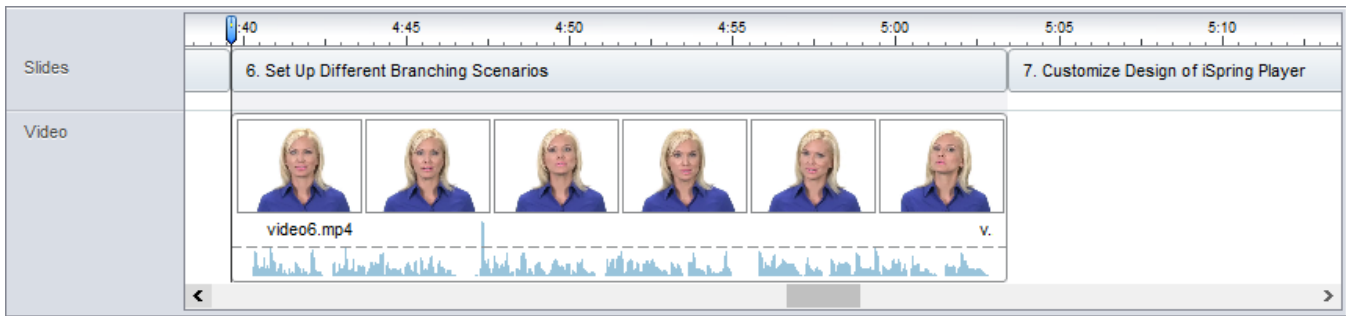 :40 4:45 4:50 4:55 5:00 5:05 5:10
Slides
6. Set Up Different Branching Scenarios
7. Customize Design of iSpring Player
Video
video6.mp4
v.